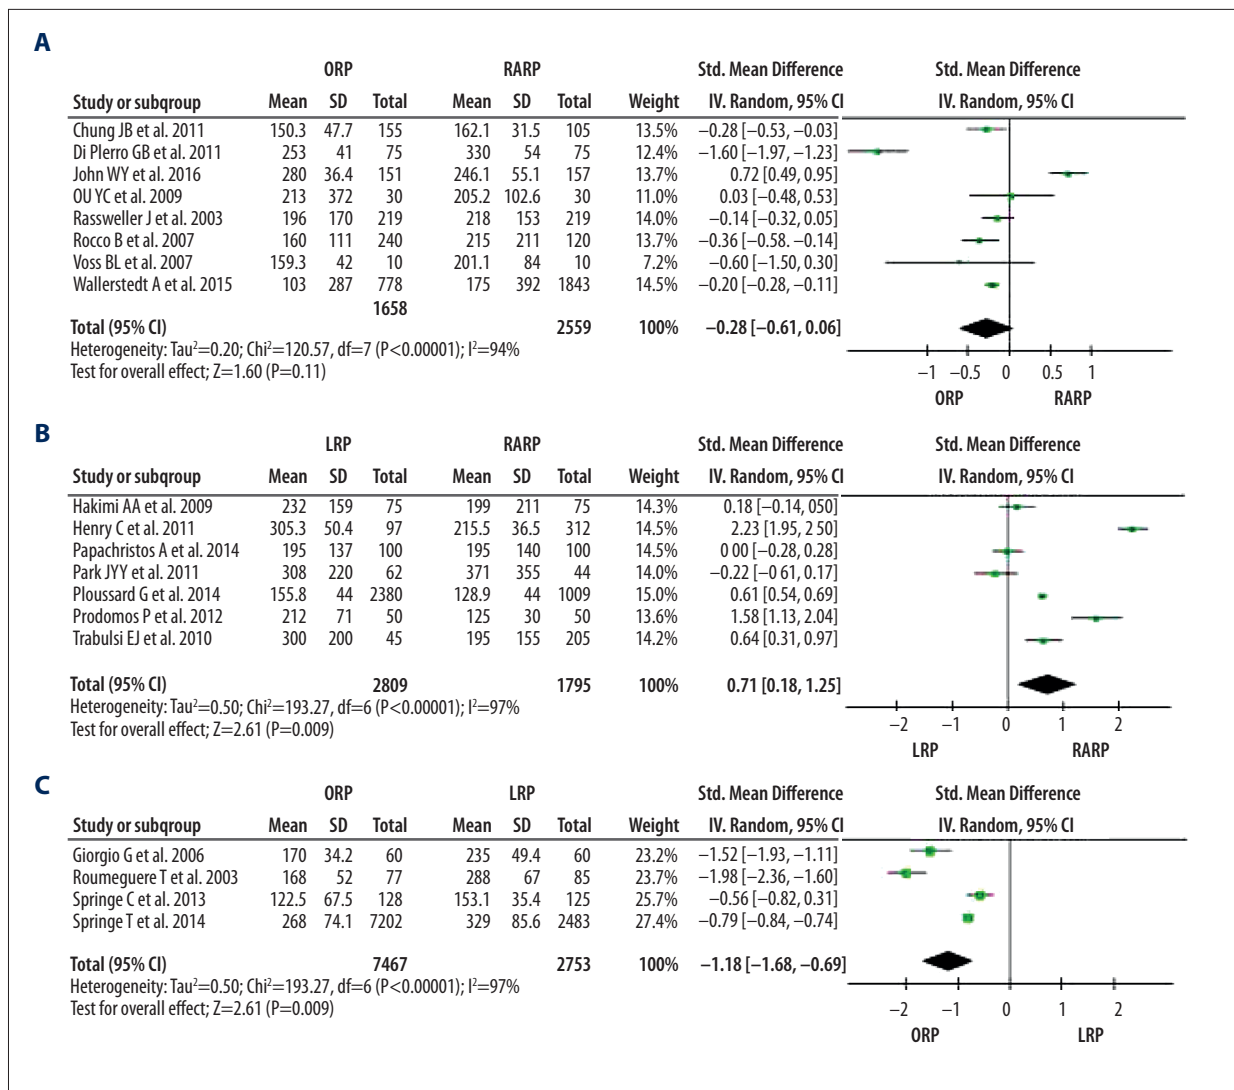 A
ORP RARP Std. Mean Difference Std. Mean Difference
Study or subgroup Mean SD Total Mean SD Total Weight IV. Random, 95% CI IV. Random, 95% CI
Chung JB et al. 2011 150.3 47.7 155 162.1 31.5 105 13.5% −0.28 [−0.53, −0.03)
Di Plerro GB et al. 2011 253 41 75 330 54 75 12.4% −1.60 [−1.97, −1.23]
John WY et al. 2016 280 36.4 151 246.1 55.1 157 13.7% 0.72 [0.49, 0.95]
OU YC et al. 2009 213 372 30 205.2 102.6 30 11.0% 0.03 [−0.48, 0.53]
Rassweller J et al. 2003 196 170 219 218 153 219 14.0% −0.14 [−0.32, 0.05]
Rocco B et al. 2007 160 111 240 215 211 120 13.7% −0.36 [−0.58. −0.14]
Voss BL et al. 2007 159.3 42 10 201.1 84 10 7.2% −0.60 [−1.50, 0.30]
Wallerstedt A et al. 2015 103 287 778 175 392 1843 14.5% −0.20 [−0.28, −0.11]
1658
Total (95% CI) 2559 100% −0.28 [−0.61, 0.06]
Heterogeneity: Tau²=0.20; Chi²=120.57, df=7 (P<0.00001); I²=94%
Test for overall effect; Z=1.60 (P=0.11)
−1 −0.5 0 0.5 1
ORP RARP
B
LRP RARP Std. Mean Difference Std. Mean Difference
Study or subgroup Mean SD Total Mean SD Total Weight IV. Random, 95% CI IV. Random, 95% CI
Hakimi AA et al. 2009 232 159 75 199 211 75 14.3% 0.18 [−0.14, 050)
Henry C et al. 2011 305.3 50.4 97 215.5 36.5 312 14.5% 2.23 [1.95, 2 50]
Papachristos A et al. 2014 195 137 100 195 140 100 14.5% 0 00 [−0.28, 0.28]
Park JYY et al. 2011 308 220 62 371 355 44 14.0% −0.22 [−0 61, 0.17]
Ploussard G et al. 2014 155.8 44 2380 128.9 44 1009 15.0% 0.61 [0.54, 0.69]
Prodomos P et al. 2012 212 71 50 125 30 50 13.6% 1.58 [1.13, 2.04]
Trabulsi EJ et al. 2010 300 200 45 195 155 205 14.2% 0.64 [0.31, 0.97]
Total (95% CI) 2809 1795 100% 0.71 [0.18, 1.25]
Heterogeneity: Tau²=0.50; Chi²=193.27, df=6 (P<0.00001); I²=97%
Test for overall effect; Z=2.61 (P=0.009)
−2 −1 0 1 2
LRP RARP
C
ORP LRP Std. Mean Difference Std. Mean Difference
Study or subgroup Mean SD Total Mean SD Total Weight IV. Random, 95% CI IV. Random, 95% CI
Giorgio G et al. 2006 170 34.2 60 235 49.4 60 23.2% −1.52 [−1.93, −1.11]
Roumeguere T et al. 2003 168 52 77 288 67 85 23.7% −1.98 [−2.36, −1.60]
Springe C et al. 2013 122.5 67.5 128 153.1 35.4 125 25.7% −0.56 [−0.82, 0.31]
Springe T et al. 2014 268 74.1 7202 329 85.6 2483 27.4% −0.79 [−0.84, −0.74]
Total (95% CI) 7467 2753 100% −1.18 [−1.68, −0.69]
Heterogeneity: Tau²=0.50; Chi²=193.27, df=6 (P<0.00001); I²=97%
Test for overall effect; Z=2.61 (P=0.009)
−2 −1 0 1 2
ORP LRP